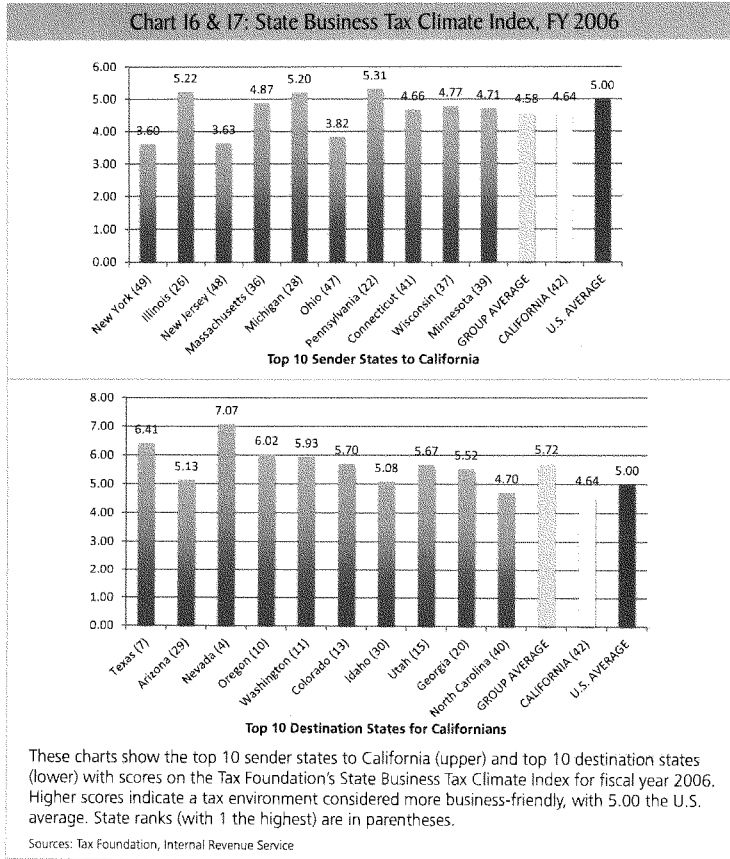 Chart 16 & 17: State Business Tax Climate Index, FY 2006
6.00
5.00
4.00
3.00
2.00
1.00
0.00
3.60
5.22
3.63
4.87
5.20
3.82
5.31
4.66
4.77
4.71
4.58
4.64
5.00
New York (49)
Illinois (26)
New Jersey (48)
Massachusetts (36)
Michigan (28)
Ohio (47)
Pennsylvania (22)
Connecticut (41)
Wisconsin (37)
Minnesota (39)
GROUP AVERAGE
CALIFORNIA (42)
U.S. AVERAGE
Top 10 Sender States to California
8.00
7.00
6.00
5.00
4.00
3.00
2.00
1.00
0.00
6.41
5.13
7.07
6.02
5.93
5.70
5.08
5.67
5.52
4.70
5.72
4.64
5.00
Texas (7)
Arizona (29)
Nevada (4)
Oregon (10)
Washington (11)
Colorado (13)
Idaho (30)
Utah (15)
Georgia (20)
North Carolina (40)
GROUP AVERAGE
CALIFORNIA (42)
U.S. AVERAGE
Top 10 Destination States for Californians
These charts show the top 10 sender states to California (upper) and top 10 destination states
(lower) with scores on the Tax Foundation's State Business Tax Climate Index for fiscal year 2006.
Higher scores indicate a tax environment considered more business-friendly, with 5.00 the U.S.
average. State ranks (with 1 the highest) are in parentheses.
Sources: Tax Foundation, Internal Revenue Service